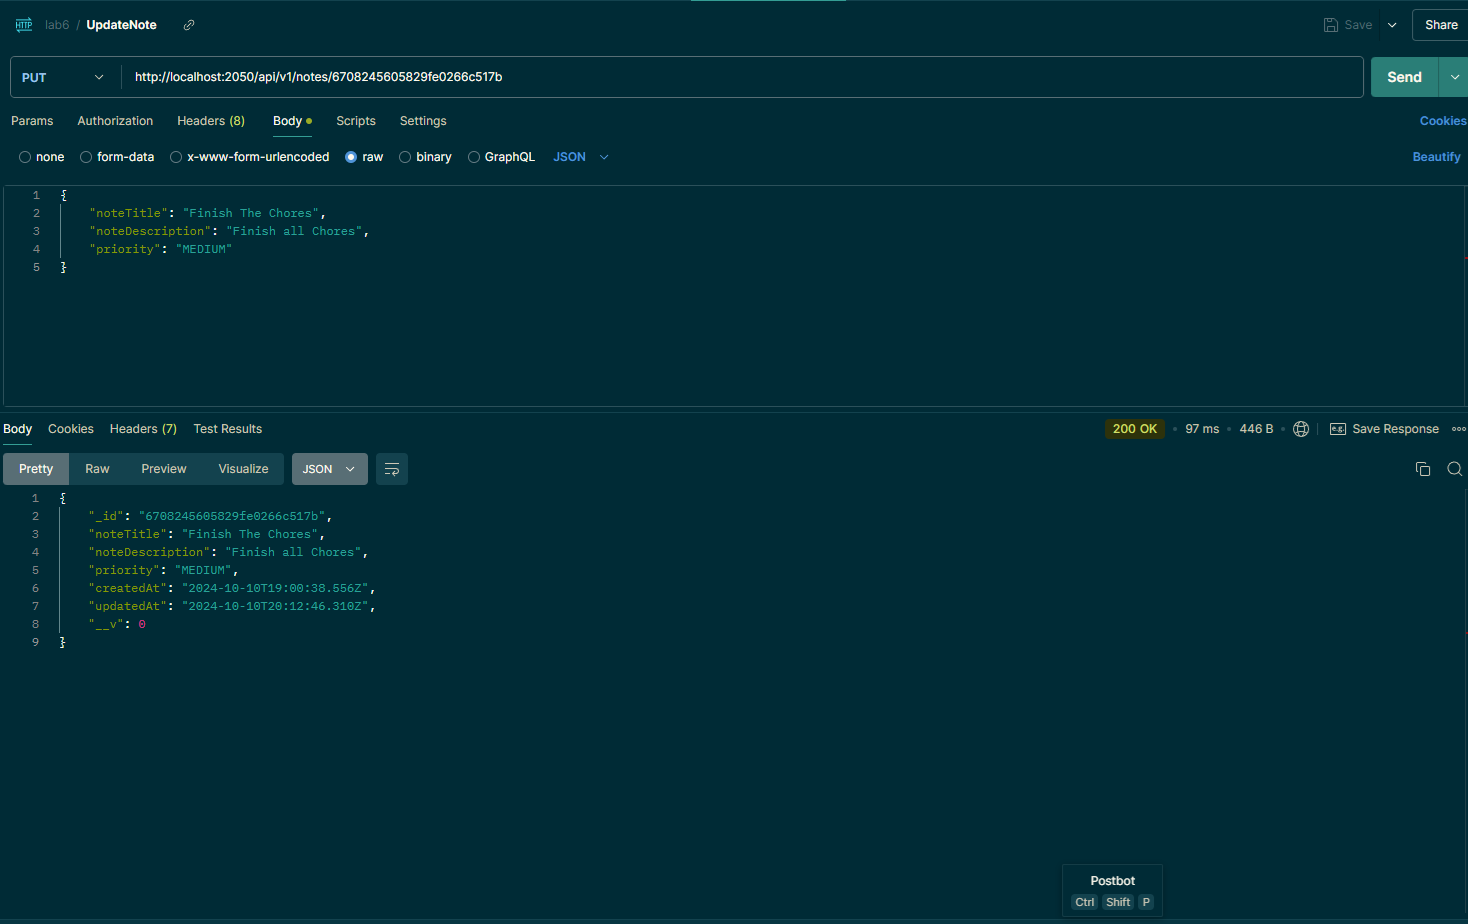 HTTP lab6 / UpdateNote Save Share
PUT http://localhost:2050/api/v1/notes/6708245605829fe0266c517b Send
Params Authorization Headers (8) Body Scripts Settings Cookies
none form-data x-www-form-urlencoded raw binary GraphQL JSON Beautify
1 {
2 "noteTitle": "Finish The Chores",
3 "noteDescription": "Finish all Chores",
4 "priority": "MEDIUM"
5 }
Body Cookies Headers (7) Test Results 200 OK 97 ms 446 B e.g. Save Response
Pretty Raw Preview Visualize JSON
1 {
2 "_id": "6708245605829fe0266c517b",
3 "noteTitle": "Finish The Chores",
4 "noteDescription": "Finish all Chores",
5 "priority": "MEDIUM",
6 "createdAt": "2024-10-10T19:00:38.556Z",
7 "updatedAt": "2024-10-10T20:12:46.310Z",
8 "__v": 0
9 }
Postbot
Ctrl Shift P